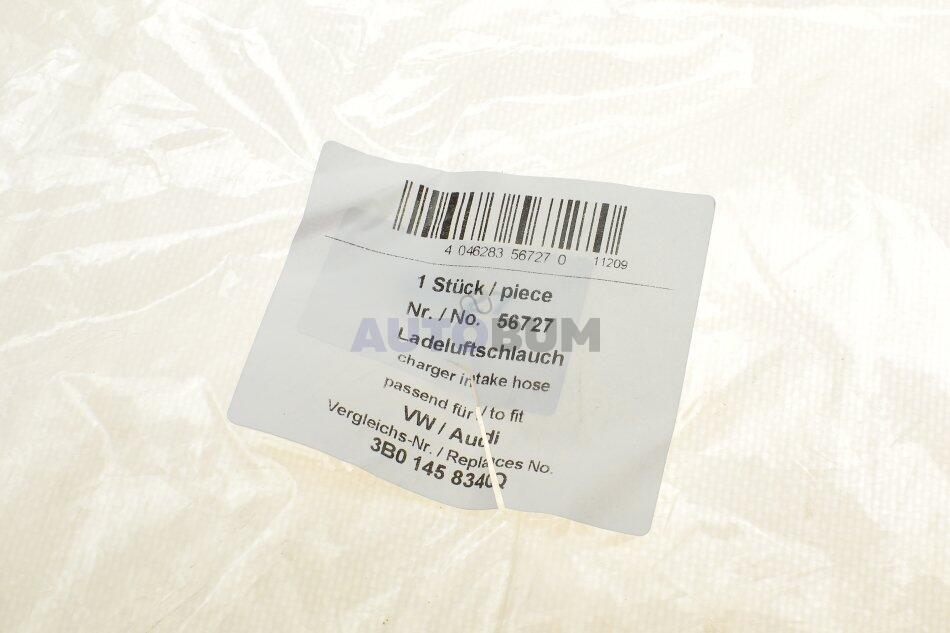 4 046283 56727 0 11209
1 Stück / piece
Nr. / No. 56727
AUTOBUM
Ladeluftschlauch
charger intake hose
passend für / to fit
VW / Audi
Vergleichs-Nr. / Replaces No.
3B0 145 834